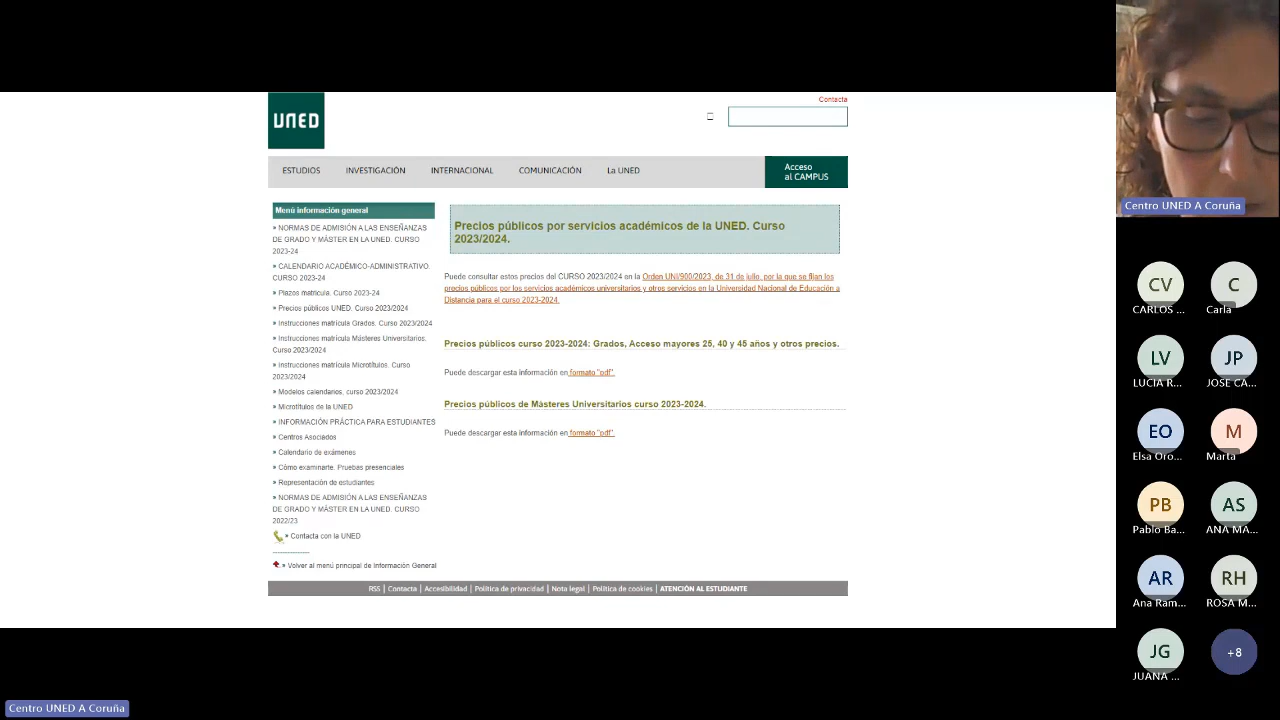 Contacta
UNED
ESTUDIOS INVESTIGACIÓN INTERNACIONAL COMUNICACIÓN La UNED
Acceso
al CAMPUS
Menú información general
» NORMAS DE ADMISIÓN A LAS ENSEÑANZAS
DE GRADO Y MÁSTER EN LA UNED. CURSO
2023-24
» CALENDARIO ACADÉMICO-ADMINISTRATIVO.
CURSO 2023-24
» Plazos matrícula. Curso 2023-24
» Precios públicos UNED. Curso 2023/2024
» Instrucciones matrícula Grados. Curso 2023/2024
» Instrucciones matrícula Másteres Universitarios.
Curso 2023/2024
» Instrucciones matrícula Microtítulos. Curso
2023/2024
» Modelos calendarios, curso 2023/2024
» Microtítulos de la UNED
» INFORMACIÓN PRÁCTICA PARA ESTUDIANTES
» Centros Asociados
» Calendario de exámenes
» Cómo examinarte. Pruebas presenciales
» Representación de estudiantes
» NORMAS DE ADMISIÓN A LAS ENSEÑANZAS
DE GRADO Y MÁSTER EN LA UNED. CURSO
2022/23
» Contacta con la UNED
» Volver al menú principal de Información General
Precios públicos por servicios académicos de la UNED. Curso
2023/2024.
Puede consultar estos precios del CURSO 2023/2024 en la Orden UNI/900/2023, de 31 de julio, por la que se fijan los
precios públicos por los servicios académicos universitarios y otros servicios en la Universidad Nacional de Educación a
Distancia para el curso 2023-2024.
Precios públicos curso 2023-2024: Grados, Acceso mayores 25, 40 y 45 años y otros precios.
Puede descargar esta información en formato "pdf".
Precios públicos de Másteres Universitarios curso 2023-2024.
Puede descargar esta información en formato "pdf".
RSS | Contacta | Accesibilidad | Política de privacidad | Nota legal | Política de cookies | ATENCIÓN AL ESTUDIANTE
Centro UNED A Coruña
Centro UNED A Coruña
CV C
CARLOS ... Carla
LV JP
LUCIA R... JOSE CA...
EO M
Elsa Oro... Marta
PB AS
Pablo Ba... ANA MA...
AR RH
Ana Ram... ROSA M...
JG +8
JUANA ...